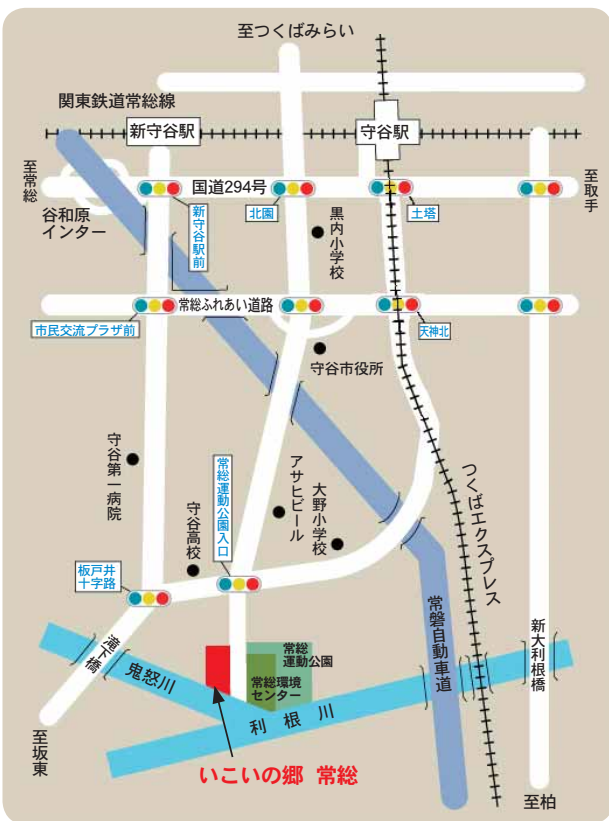 至つくばみらい
関東鉄道常総線
新守谷駅
守谷駅
至常総
国道294号
至取手
谷和原
インター
新守谷駅前
北園
黒内小学校
土塔
常総ふれあい道路
市民交流プラザ前
天神北
守谷市役所
守谷第一病院
守谷高校
常総運動公園入口
アサヒビール
大野小学校
つくばエクスプレス
板戸井
十字路
滝下橋
鬼怒川
常総
運動公園
常総環境
センター
常磐自動車道
新大利根橋
利根川
至坂東
いこいの郷 常総
至柏